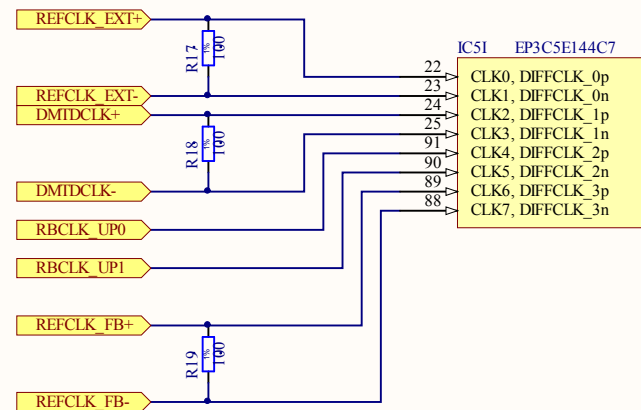 REFCLK_EXT+
R17
1%
100
REFCLK_EXT-
DMTDCLK+
R18
1%
100
DMTDCLK-
RBCLK_UP0
RBCLK_UP1
REFCLK_FB+
R19
1%
100
REFCLK_FB-
IC5I EP3C5E144C7
22 CLK0, DIFFCLK_0p
23 CLK1, DIFFCLK_0n
24 CLK2, DIFFCLK_1p
25 CLK3, DIFFCLK_1n
91 CLK4, DIFFCLK_2p
90 CLK5, DIFFCLK_2n
89 CLK6, DIFFCLK_3p
88 CLK7, DIFFCLK_3n